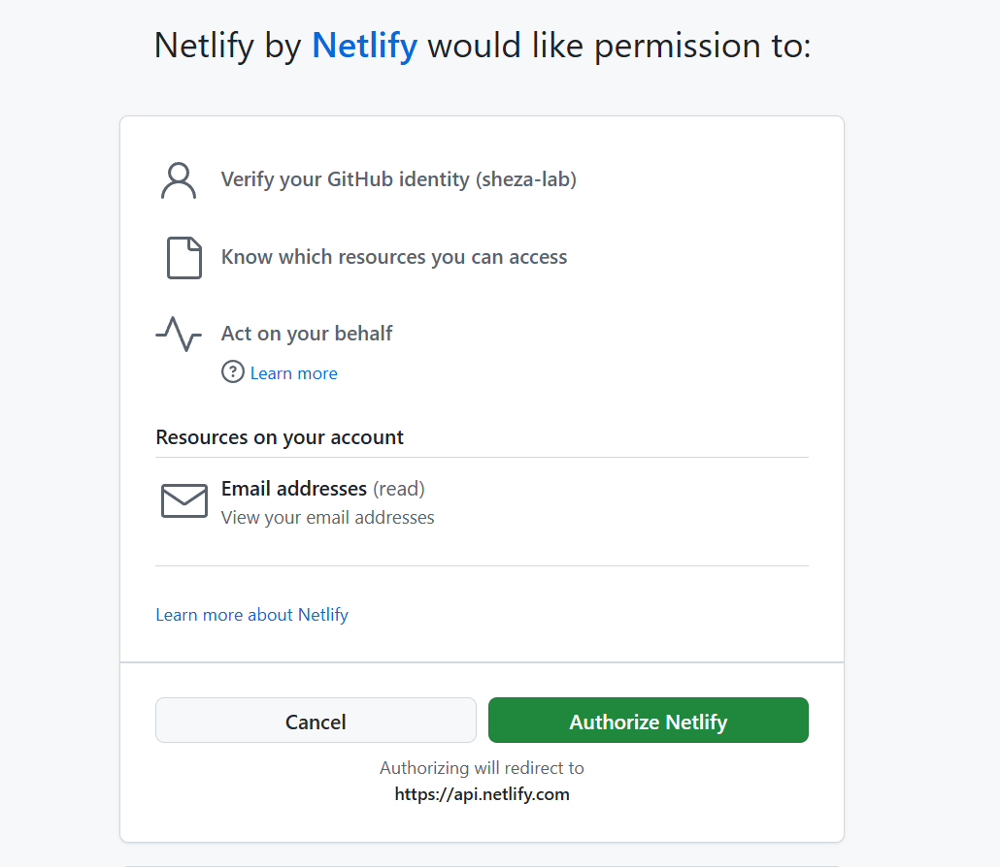 Netlify by Netlify would like permission to:
Verify your GitHub identity (sheza-lab)
Know which resources you can access
Act on your behalf
Learn more
Resources on your account
Email addresses (read)
View your email addresses
Learn more about Netlify
Cancel
Authorize Netlify
Authorizing will redirect to
https://api.netlify.com